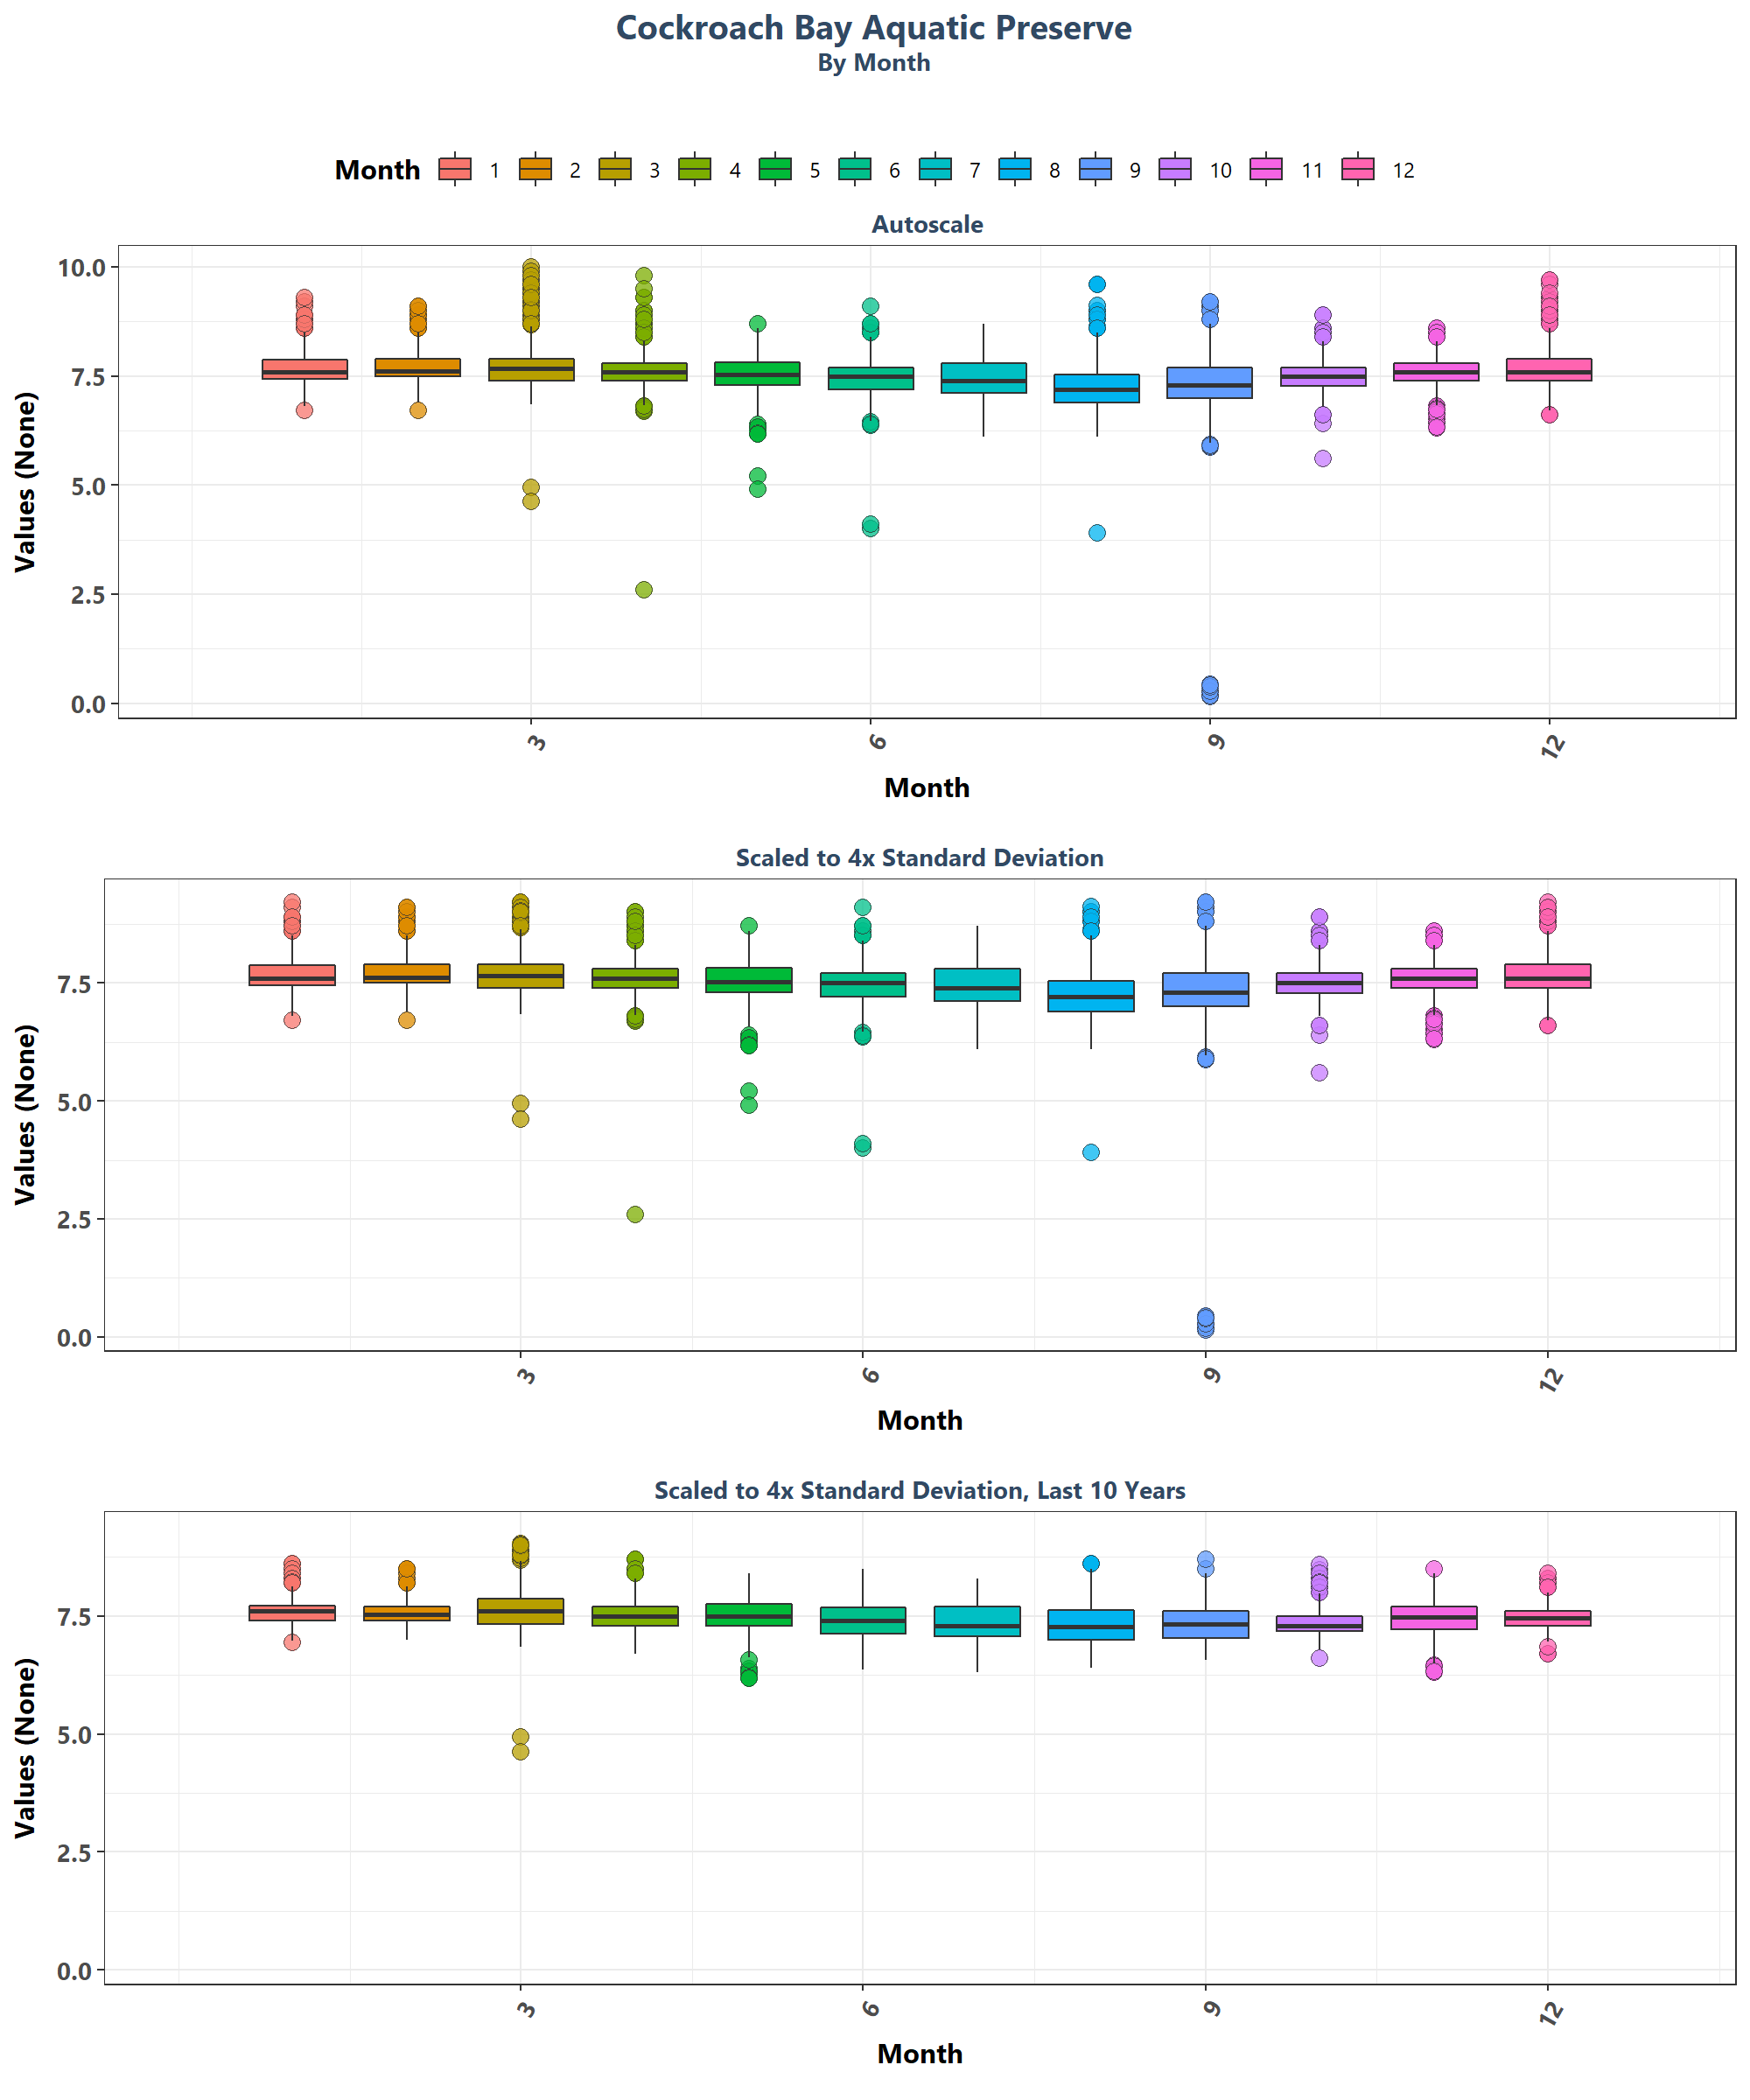 Cockroach Bay Aquatic Preserve
By Month
Month 1 2 3 4 5 6 7 8 9 10 11 12
Autoscale
Values (None)
10.0
7.5
5.0
2.5
0.0
3 6 9 12
Month
Scaled to 4x Standard Deviation
Values (None)
7.5
5.0
2.5
0.0
3 6 9 12
Month
Scaled to 4x Standard Deviation, Last 10 Years
Values (None)
7.5
5.0
2.5
0.0
3 6 9 12
Month